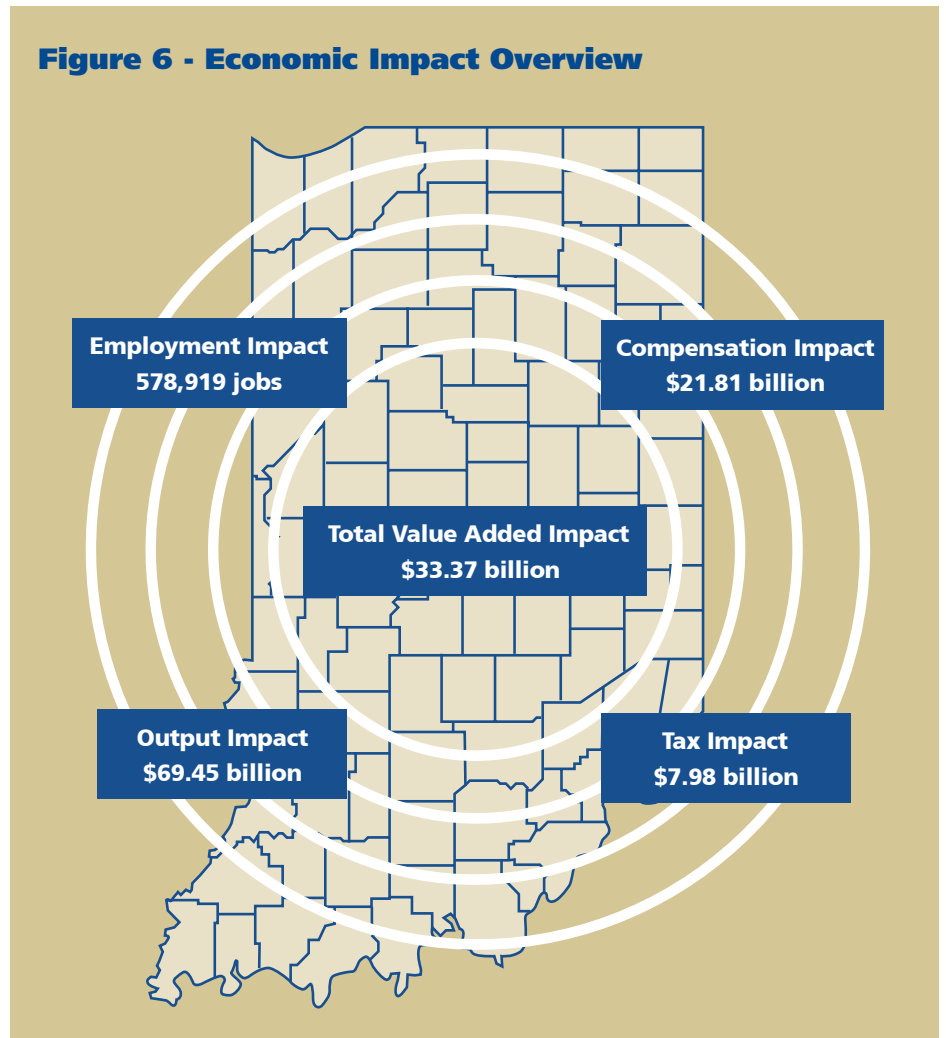 Figure 6 - Economic Impact Overview
Employment Impact
578,919 jobs
Compensation Impact
$21.81 billion
Total Value Added Impact
$33.37 billion
Output Impact
$69.45 billion
Tax Impact
$7.98 billion